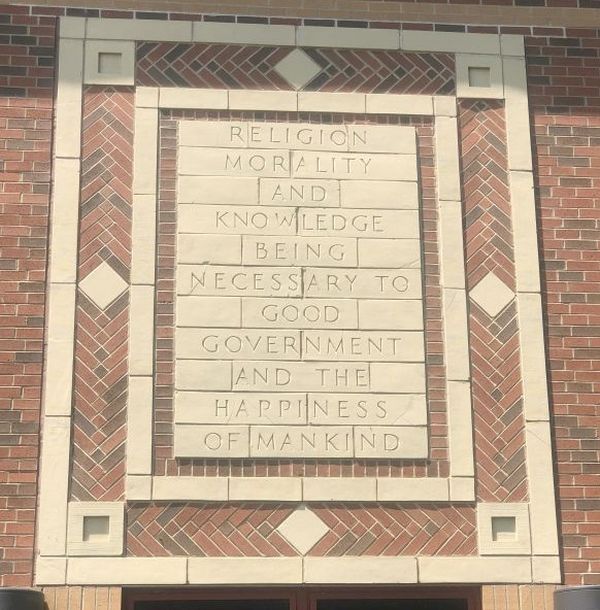 RELIGION
MORALITY
AND
KNOWLEDGE
BEING
NECESSARY TO
GOOD
GOVERNMENT
AND THE
HAPPINESS
OF MANKIND